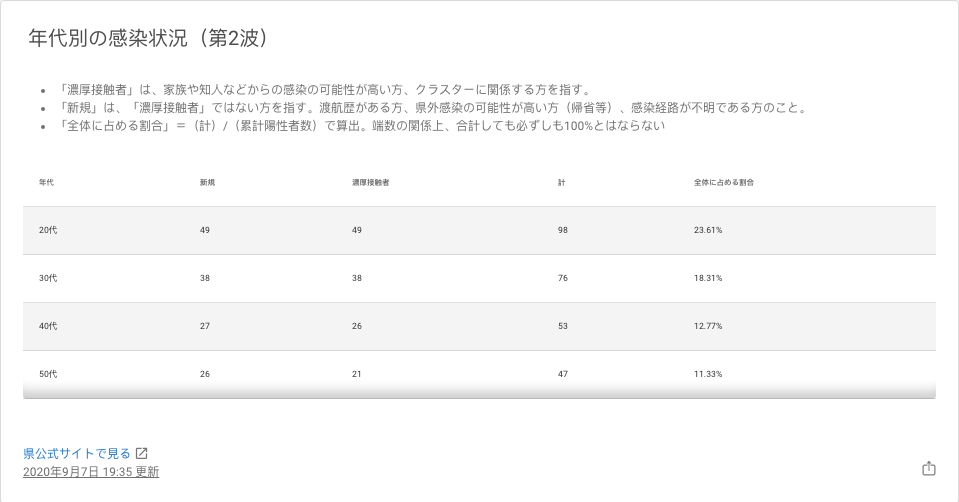 年代別の感染状況（第2波）
• 「濃厚接触者」は、家族や知人などからの感染の可能性が高い方、クラスターに関係する方を指す。
• 「新規」は、「濃厚接触者」ではない方を指す。渡航歴がある方、県外感染の可能性が高い方（帰省等）、感染経路が不明である方のこと。
• 「全体に占める割合」＝（計）/（累計陽性者数）で算出。端数の関係上、合計しても必ずしも100%とはならない
年代 新規 濃厚接触者 計 全体に占める割合
20代 49 49 98 23.61%
30代 38 38 76 18.31%
40代 27 26 53 12.77%
50代 26 21 47 11.33%
県公式サイトで見る
2020年9月7日 19:35 更新